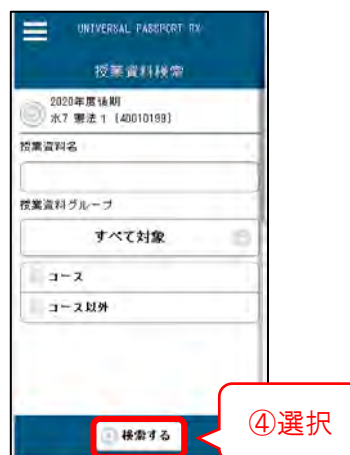 UNIVERSAL PASSPORT RX
授業資料検索
2020年度後期
水7 憲法1 [40010199]
授業資料名
授業資料グループ
すべて対象
コース
コース以外
検索する
④選択